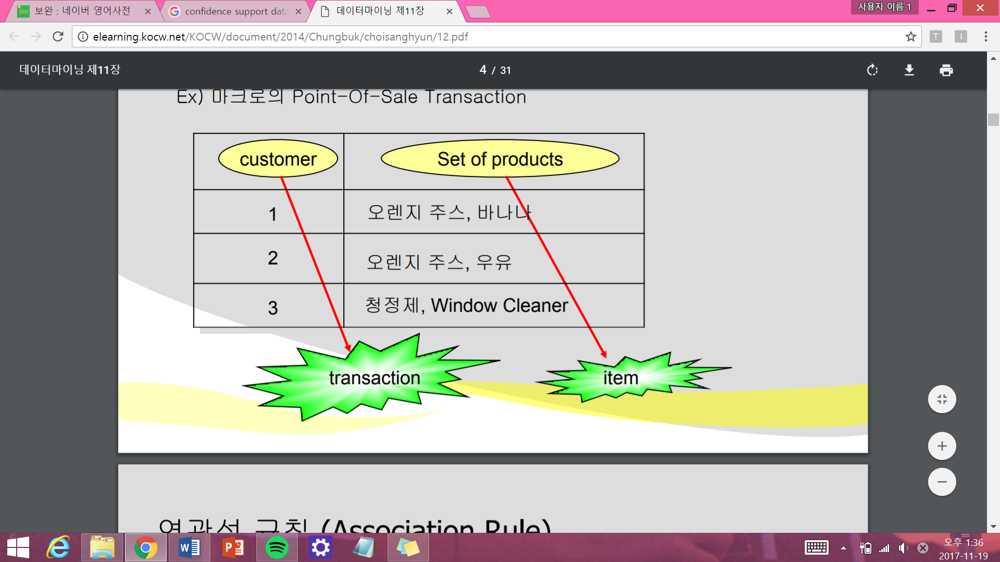 보완 : 네이버 영어사전
confidence support data
데이터마이닝 제11장
사용자 이름 1
elearning.kocw.net/KOCW/document/2014/Chungbuk/choisanghyun/12.pdf
T
I
데이터마이닝 제11장
4 / 31
Ex) 마크로의 Point-Of-Sale Transaction
customer
Set of products
1
오렌지 주스, 바나나
2
오렌지 주스, 우유
3
청정제, Window Cleaner
transaction
item
연관성 규칙 (Association Rule)
오후 1:36
2017-11-19